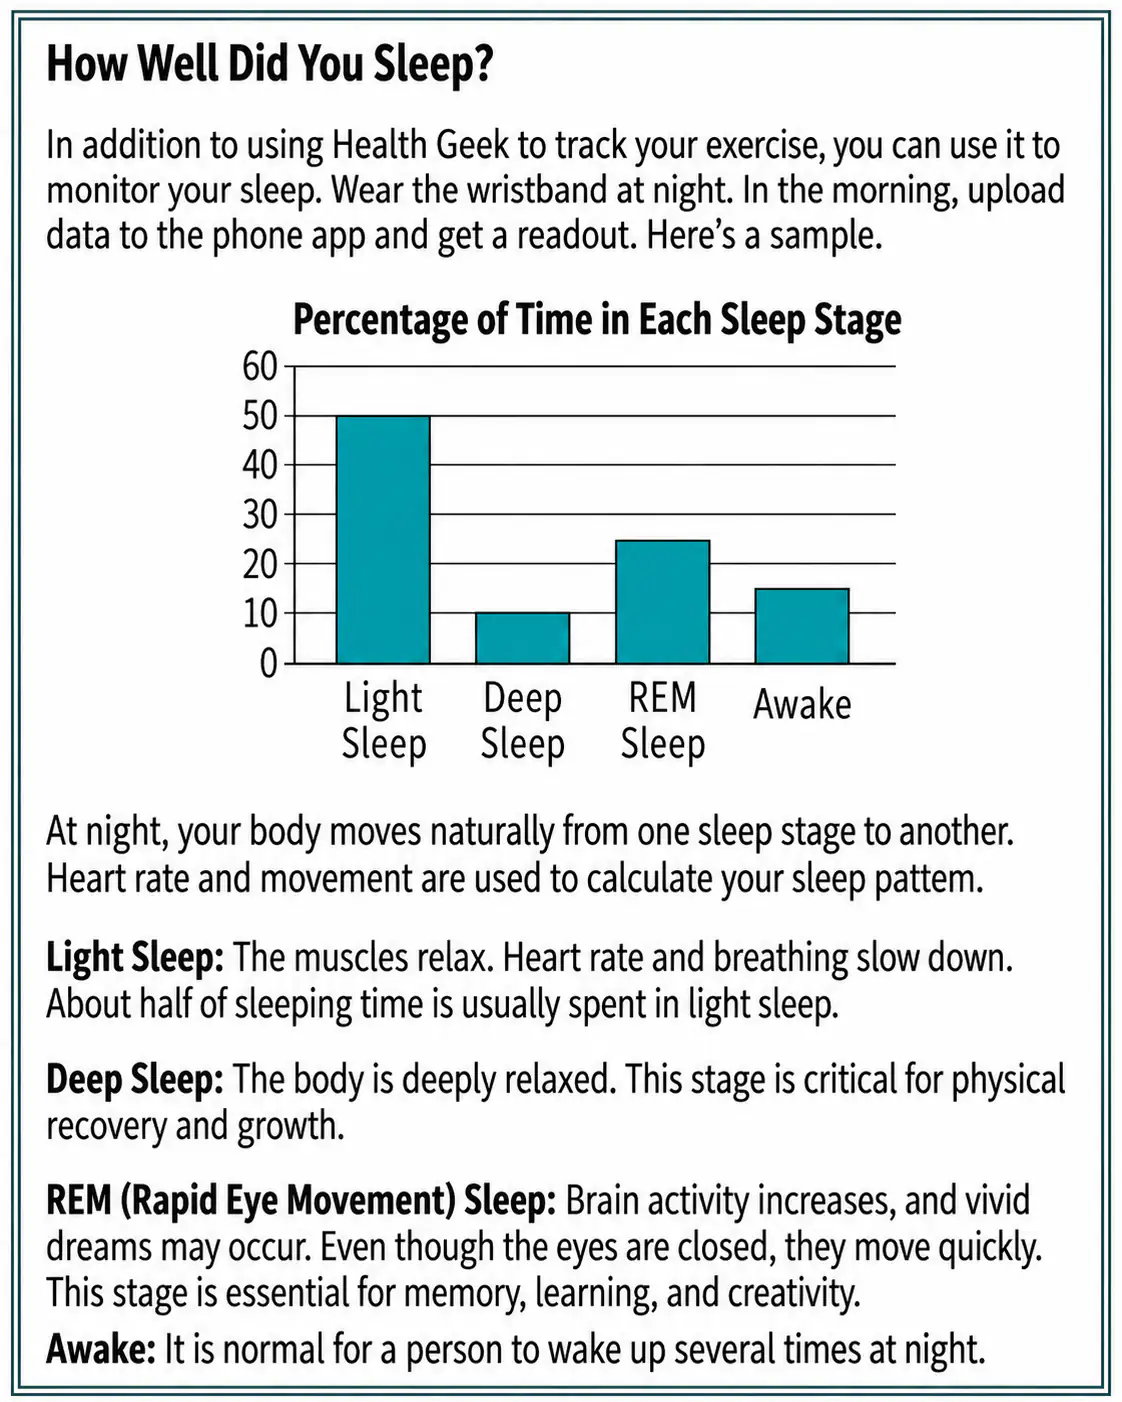 How Well Did You Sleep?
In addition to using Health Geek to track your exercise, you can use it to
monitor your sleep. Wear the wristband at night. In the morning, upload
data to the phone app and get a readout. Here’s a sample.
Percentage of Time in Each Sleep Stage
60
50
40
30
20
10
0
Light
Sleep
Deep
Sleep
REM
Sleep
Awake
At night, your body moves naturally from one sleep stage to another.
Heart rate and movement are used to calculate your sleep pattem.
Light Sleep: The muscles relax. Heart rate and breathing slow down.
About half of sleeping time is usually spent in light sleep.
Deep Sleep: The body is deeply relaxed. This stage is critical for physical
recovery and growth.
REM (Rapid Eye Movement) Sleep: Brain activity increases, and vivid
dreams may occur. Even though the eyes are closed, they move quickly.
This stage is essential for memory, learning, and creativity.
Awake: It is normal for a person to wake up several times at night.